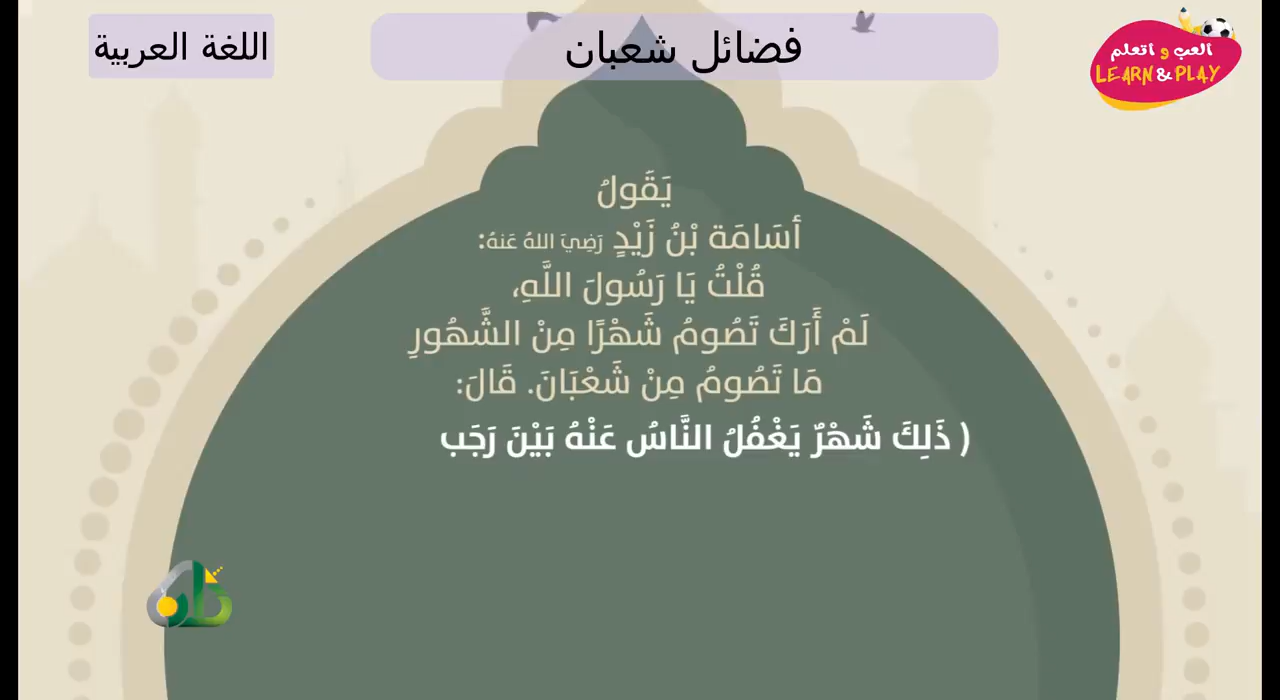 اللغة العربية
فضائل شعبان
العب و اتعلم
LEARN & PLAY
يَقَولُ
أسَامَة بْنُ زَيْدٍ رَضِيَ اللهُ عَنهُ:
قُلْتُ يَا رَسُولَ اللَّهِ،
لَمْ أَرَكَ تَصُومُ شَهْرًا مِنْ الشَّهُورِ
مَا تَصُومُ مِنْ شَعْبَانَ. قَالَ:
( ذَلِكَ شَهْرٌ يَغْفُلُ النَّاسُ عَنْهُ بَيْنَ رَجَب